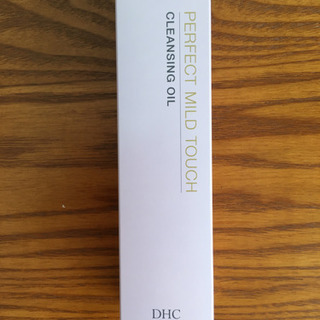 PERFECT MILD TOUCH
CLEANSING OIL
DHC